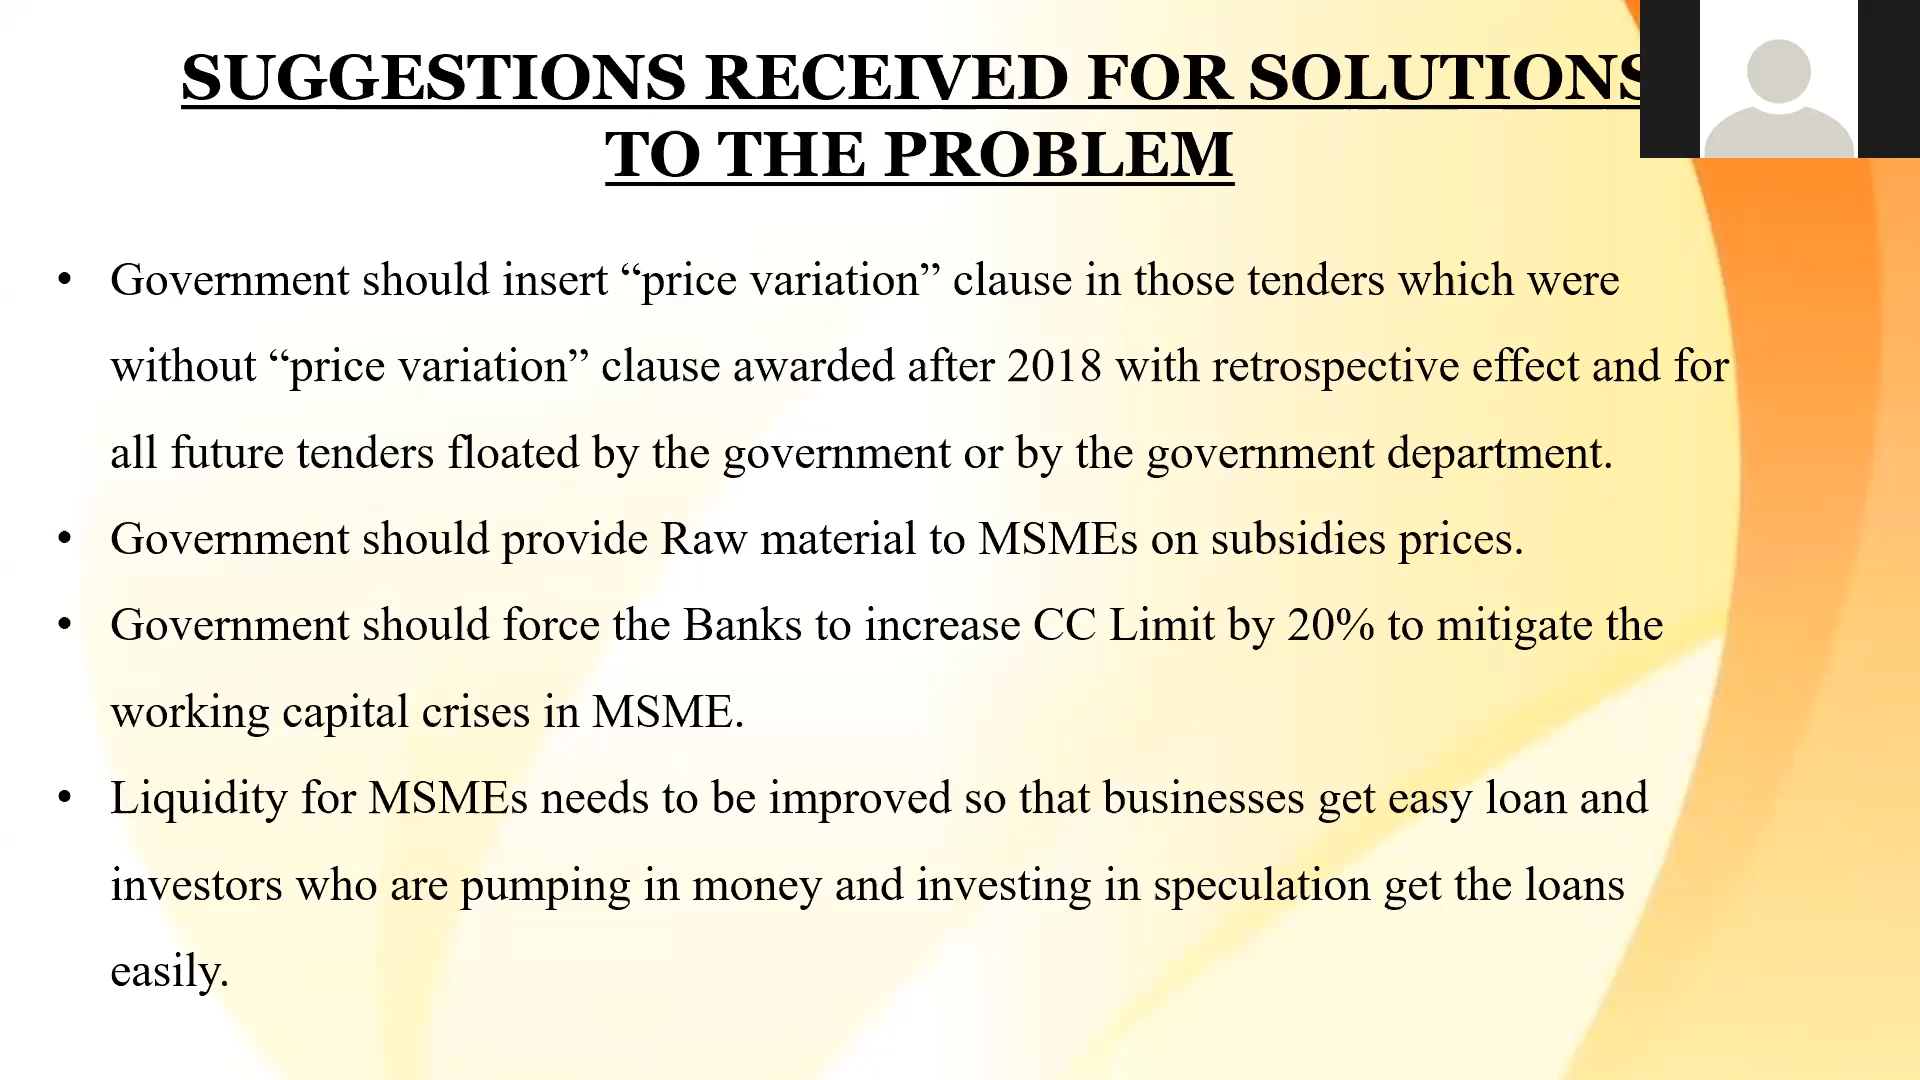 SUGGESTIONS RECEIVED FOR SOLUTIONS
TO THE PROBLEM
• Government should insert “price variation” clause in those tenders which were
without “price variation” clause awarded after 2018 with retrospective effect and for
all future tenders floated by the government or by the government department.
• Government should provide Raw material to MSMEs on subsidies prices.
• Government should force the Banks to increase CC Limit by 20% to mitigate the
working capital crises in MSME.
• Liquidity for MSMEs needs to be improved so that businesses get easy loan and
investors who are pumping in money and investing in speculation get the loans
easily.